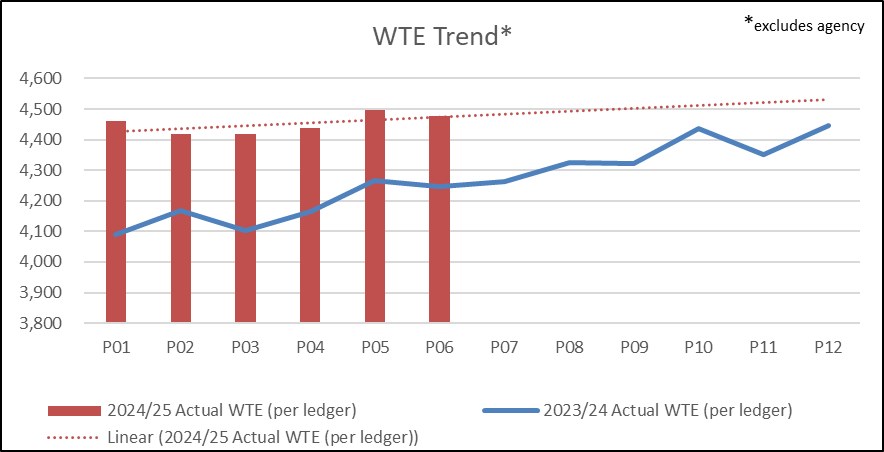 *excludes agency
WTE Trend*
4,600
4,500
4,400
4,300
4,200
4,100
4,000
3,900
3,800
P01 P02 P03 P04 P05 P06 P07 P08 P09 P10 P11 P12
2024/25 Actual WTE (per ledger) 2023/24 Actual WTE (per ledger)
Linear (2024/25 Actual WTE (per ledger))